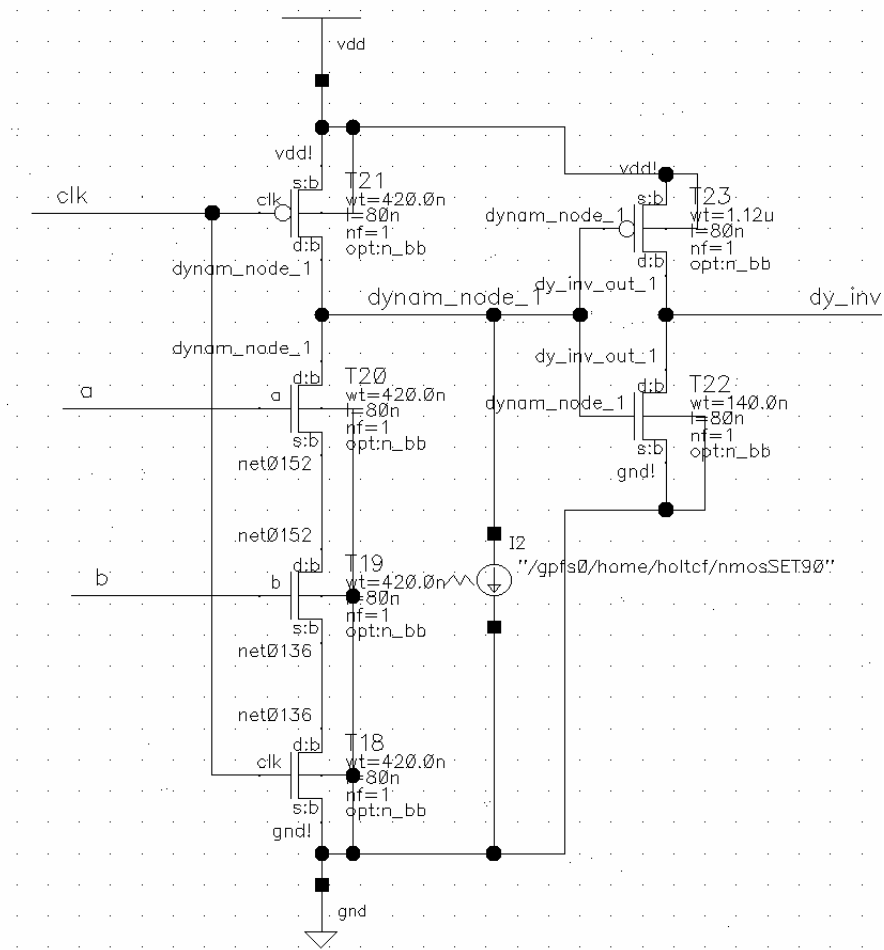 vdd
vdd!
s:b
clk
clk
T21
wt=420.0n
l=80n
nf=1
opt:n_bb
d:b
dynam_node_1
vdd!
s:b
T23
wt=1.12u
l=80n
nf=1
opt:n_bb
dynam_node_1
d:b
dy_inv_out_1
dynam_node_1
dy_inv
dynam_node_1
d:b
a
a
T20
wt=420.0n
l=80n
nf=1
opt:n_bb
s:b
net0152
dy_inv_out_1
d:b
dynam_node_1
T22
wt=140.0n
l=80n
nf=1
opt:n_bb
s:b
gnd!
net0152
d:b
b
b
T19
wt=420.0n
l=80n
nf=1
opt:n_bb
s:b
net0136
I2
"/gpfs0/home/holtcf/nmosSET90"
net0136
d:b
clk
T18
wt=420.0n
l=80n
nf=1
opt:n_bb
s:b
gnd!
gnd